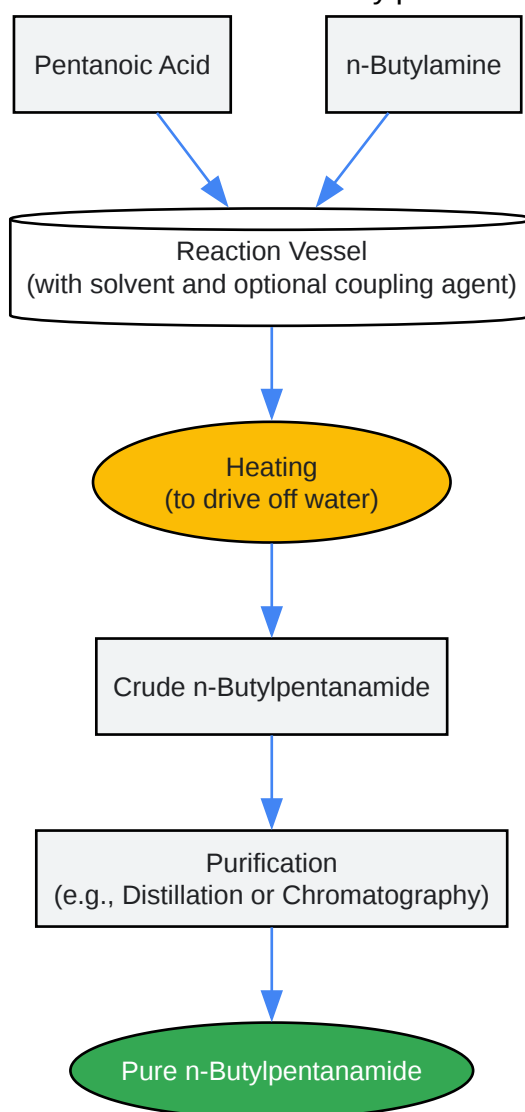 Pentanoic Acid
n-Butylamine
Reaction Vessel
(with solvent and optional coupling agent)
Heating
(to drive off water)
Crude n-Butylpentanamide
Purification
(e.g., Distillation or Chromatography)
Pure n-Butylpentanamide